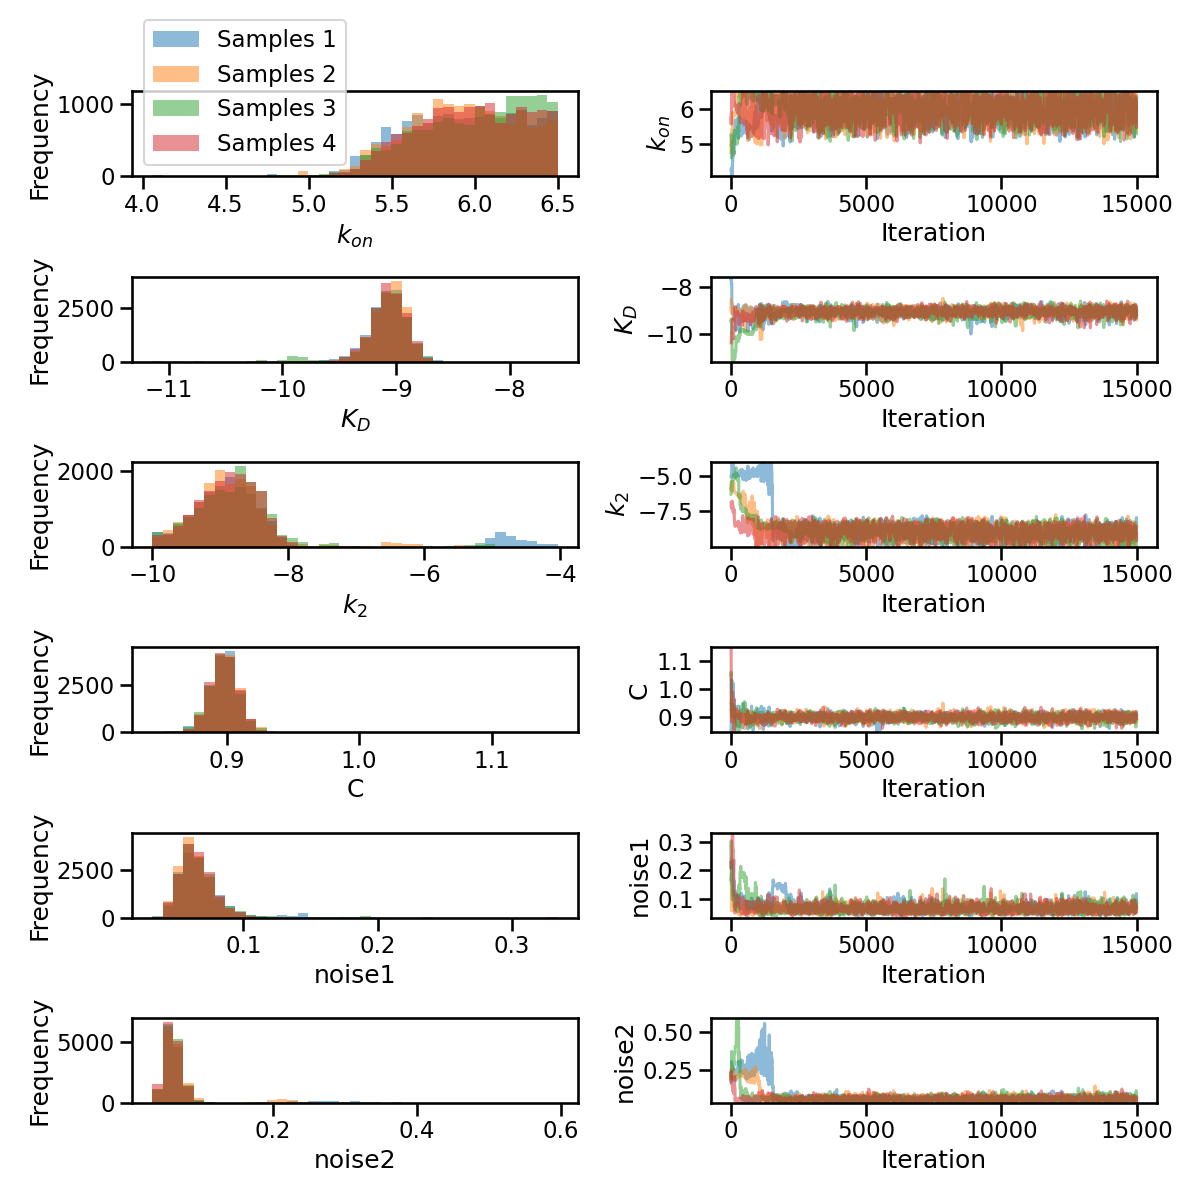 Samples 1
Samples 2
Samples 3
Samples 4
Frequency
1000
0
4.0 4.5 5.0 5.5 6.0 6.5
k_on
k_on
6
5
0 5000 10000 15000
Iteration
Frequency
2500
0
−11 −10 −9 −8
K_D
K_D
−8
−10
0 5000 10000 15000
Iteration
Frequency
2000
0
−10 −8 −6 −4
k_2
k_2
−5.0
−7.5
0 5000 10000 15000
Iteration
Frequency
2500
0
0.9 1.0 1.1
C
C
1.1
1.0
0.9
0 5000 10000 15000
Iteration
Frequency
2500
0
0.1 0.2 0.3
noise1
noise1
0.3
0.2
0.1
0 5000 10000 15000
Iteration
Frequency
5000
0
0.2 0.4 0.6
noise2
noise2
0.50
0.25
0 5000 10000 15000
Iteration